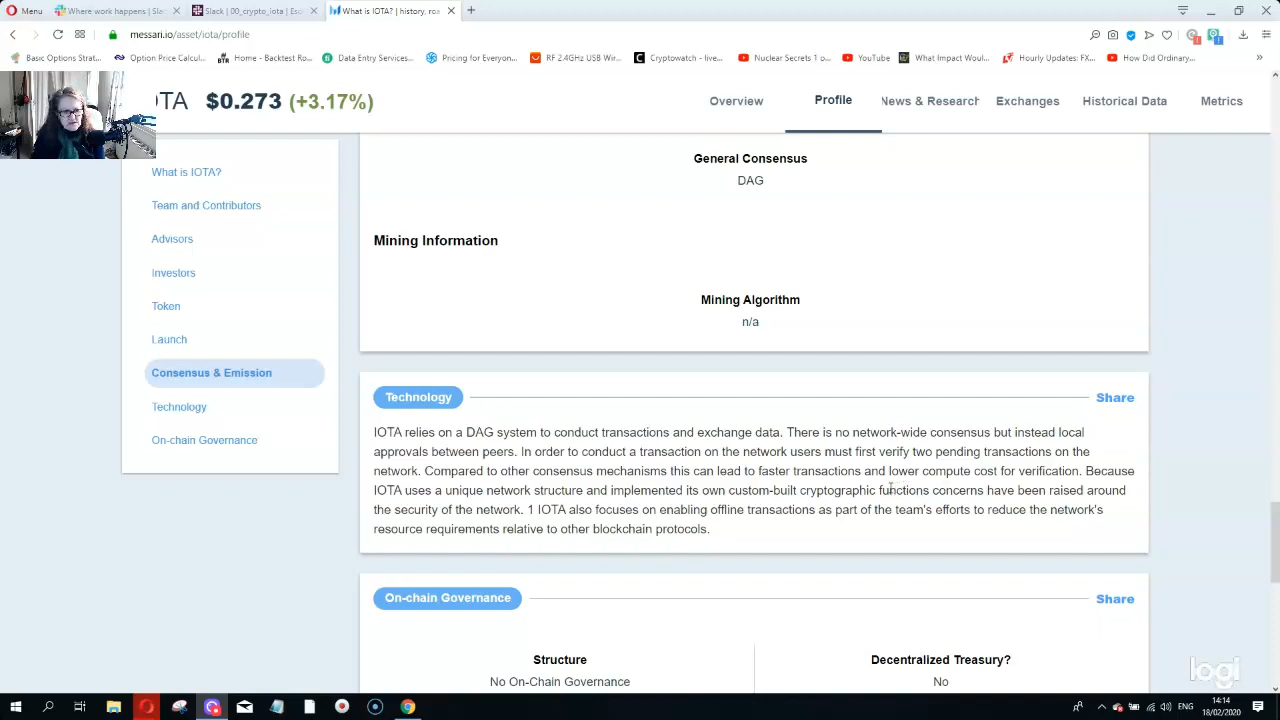 Menu
Where work happens | Slac
Slack | 00_crypto_iota | Esi
What is IOTA? | history, roa
messari.io/asset/iota/profile
Basic Options Strat...
Option Price Calcul...
BTR
Home - Backtest Ro...
Data Entry Services...
Pricing for Everyon...
RF 2.4GHz USB Wir...
Cryptowatch - live...
Nuclear Secrets 1 o...
YouTube
What Impact Woul...
Hourly Updates: FX...
How Did Ordinary...
OTA $0.273 (+3.17%)
Overview
Profile
News & Research
Exchanges
Historical Data
Metrics
What is IOTA?
Team and Contributors
Advisors
Investors
Token
Launch
Consensus & Emission
Technology
On-chain Governance
General Consensus
DAG
Mining Information
Mining Algorithm
n/a
Technology
Share
IOTA relies on a DAG system to conduct transactions and exchange data. There is no network-wide consensus but instead local
approvals between peers. In order to conduct a transaction on the network users must first verify two pending transactions on the
network. Compared to other consensus mechanisms this can lead to faster transactions and lower compute cost for verification. Because
IOTA uses a unique network structure and implemented its own custom-built cryptographic functions concerns have been raised around
the security of the network. 1 IOTA also focuses on enabling offline transactions as part of the team's efforts to reduce the network's
resource requirements relative to other blockchain protocols.
On-chain Governance
Share
Structure
No On-Chain Governance
Decentralized Treasury?
No
logi
ENG
14:14
18/02/2020